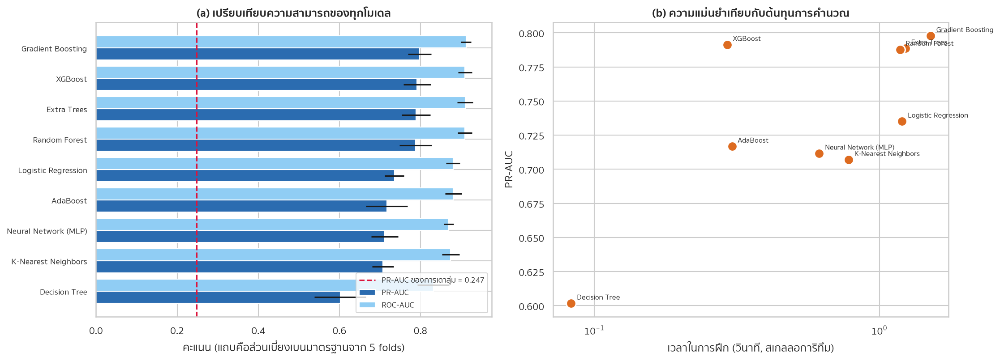 (a) เปรียบเทียบความสามารถของทุกโมเดล
Gradient Boosting
XGBoost
Extra Trees
Random Forest
Logistic Regression
AdaBoost
Neural Network (MLP)
K-Nearest Neighbors
Decision Tree
PR-AUC ของการเดาสุ่ม = 0.247
PR-AUC
ROC-AUC
0.0 0.2 0.4 0.6 0.8
คะแนน (แถบคือส่วนเบี่ยงเบนมาตรฐานจาก 5 folds)
(b) ความแม่นยำเทียบกับต้นทุนการคำนวณ
PR-AUC
0.800
0.775
0.750
0.725
0.700
0.675
0.650
0.625
0.600
Gradient Boosting
XGBoost
Extra Trees
Random Forest
Logistic Regression
AdaBoost
Neural Network (MLP)
K-Nearest Neighbors
Decision Tree
10⁻¹ 10⁰
เวลาในการฝึก (วินาที, สเกลลอการิทึม)